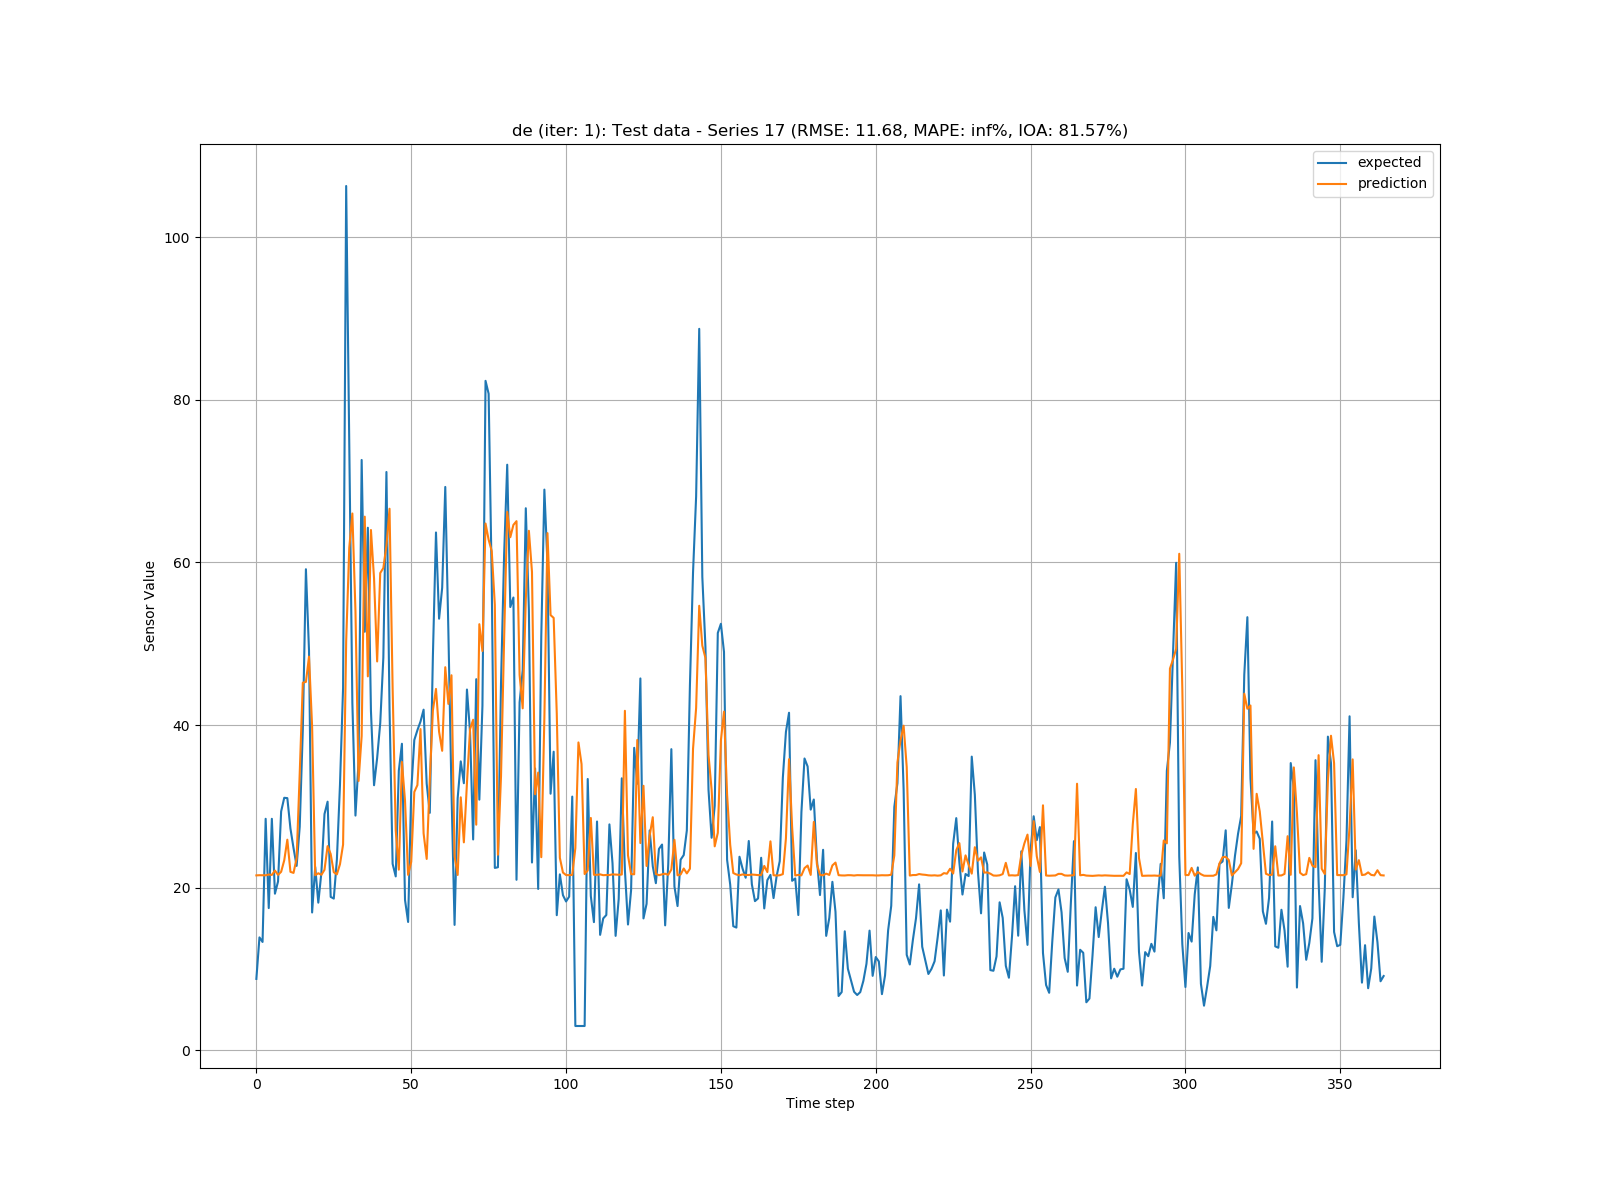 de (iter: 1): Test data - Series 17 (RMSE: 11.68, MAPE: inf%, IOA: 81.57%)
expected
prediction
100
80
60
40
20
0
Sensor Value
0 50 100 150 200 250 300 350
Time step